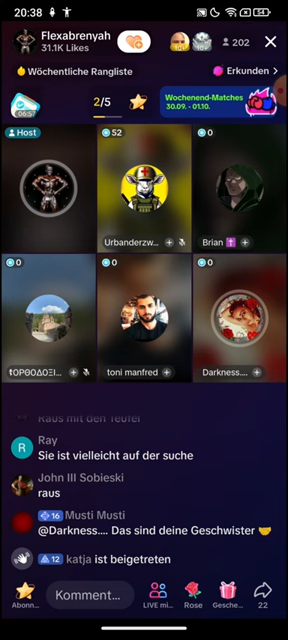 20:38
54
Flexabrenyah
31.1K Likes
202
Wöchentliche Rangliste
Erkunden >
06:5
2/5
Wochenend-Matches
30.09. - 01.10.
Host
52
0
Urbanderzw...
Brian
0
0
0
toni manfred
Darkness....
Raus mit den Teufel
Ray
Sie ist vielleicht auf der suche
John III Sobieski
raus
16 Musti Musti
@Darkness.... Das sind deine Geschwister
12 katja ist beigetreten
Komment...
Abonn...
LIVE mi...
Rose
Gesche...
22